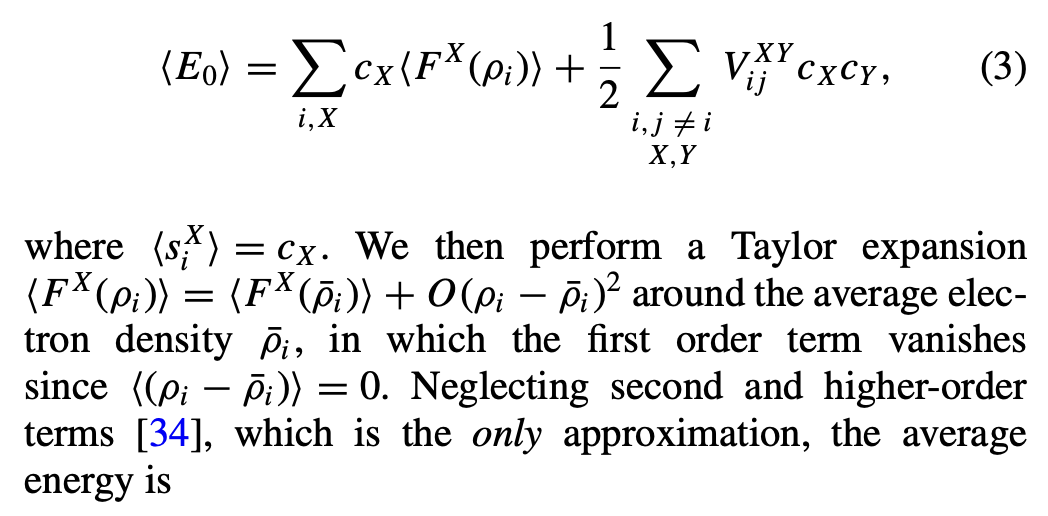 ⟨E₀⟩ = ∑_{i,X} c_X⟨F^X(ρ_i)⟩ + 1/2 ∑_{i,j≠i X,Y} V_{ij}^{XY} c_X c_Y, (3)
where ⟨s_i^X⟩ = c_X. We then perform a Taylor expansion
⟨F^X(ρ_i)⟩ = ⟨F^X(ρ̄_i)⟩ + O(ρ_i − ρ̄_i)² around the average elec-
tron density ρ̄_i, in which the first order term vanishes
since ⟨(ρ_i − ρ̄_i)⟩ = 0. Neglecting second and higher-order
terms [34], which is the only approximation, the average
energy is